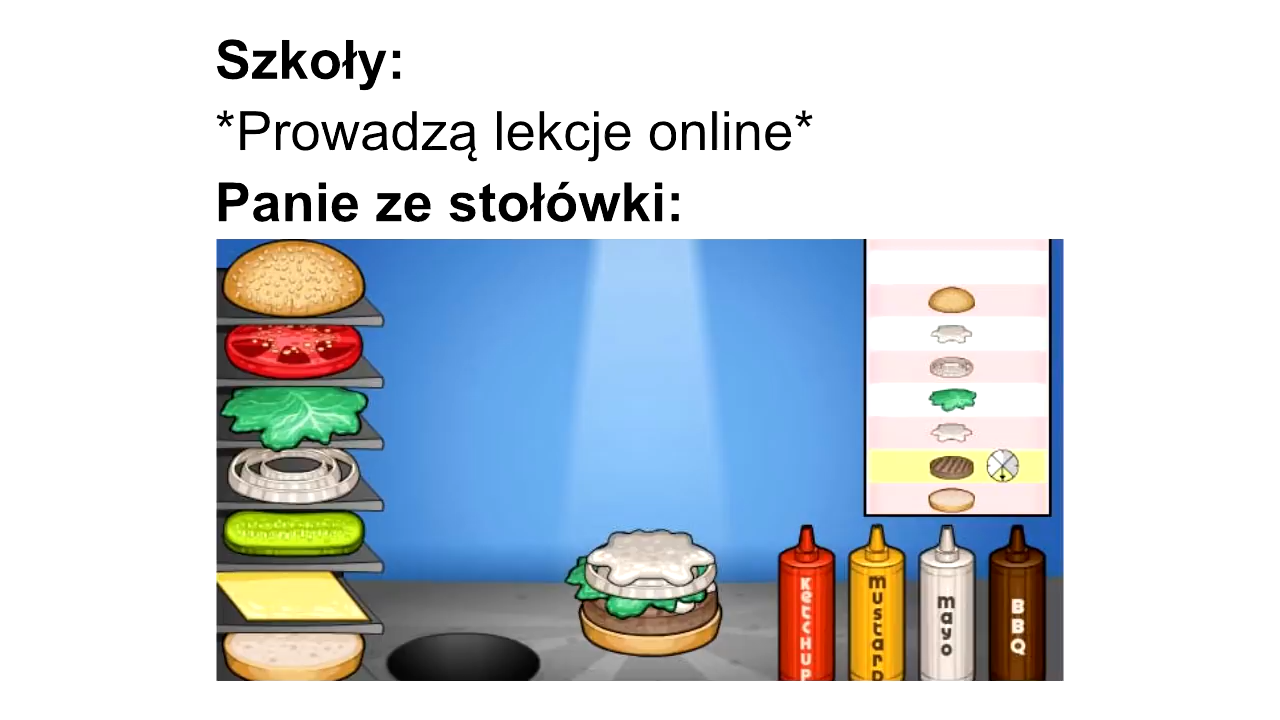 Szkoły:
*Prowadzą lekcje online*
Panie ze stołówki:
KETCHUP
mustard
mayo
BBQ